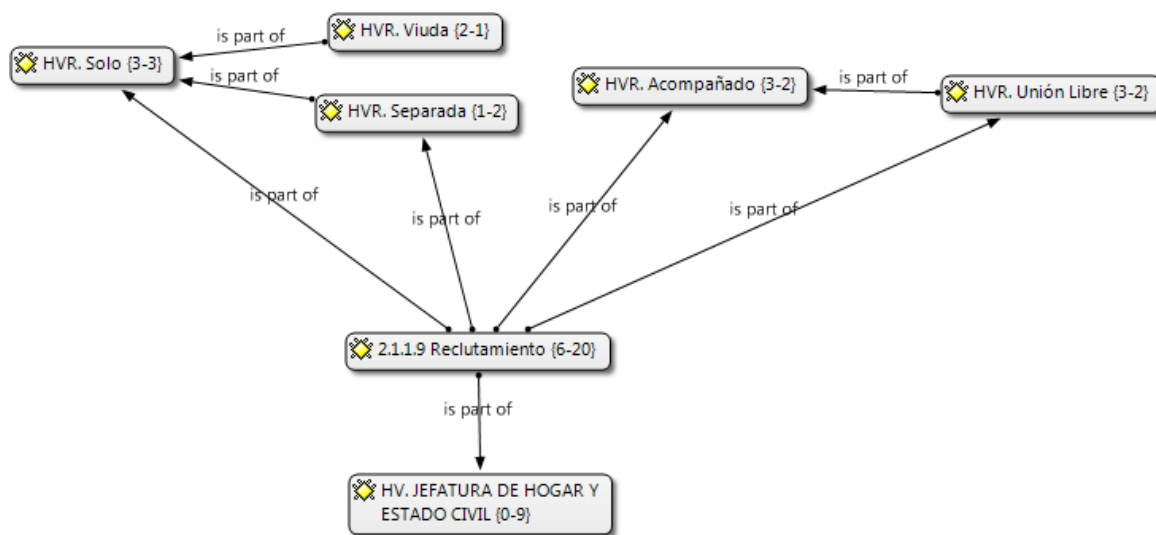 HVR. Viuda {2-1}
is part of
HVR. Solo {3-3}
is part of
HVR. Separada {1-2}
HVR. Acompañado {3-2}
is part of
HVR. Unión Libre {3-2}
is part of
is part of
is part of
is part of
2.1.1.9 Reclutamiento {6-20}
is part of
HV. JEFATURA DE HOGAR Y
ESTADO CIVIL {0-9}